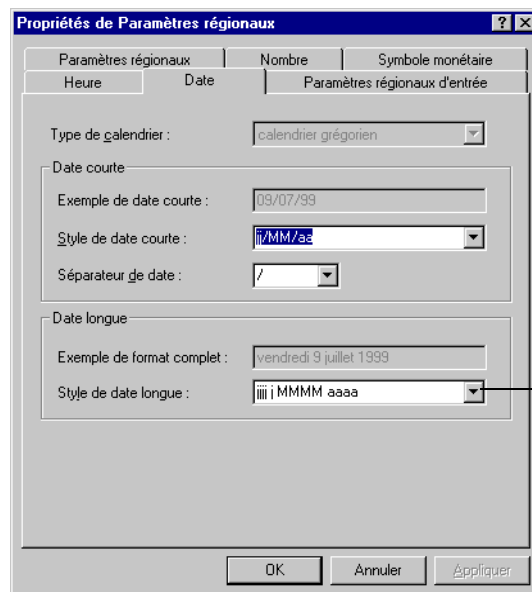 Propriétés de Paramètres régionaux
Paramètres régionaux Nombre Symbole monétaire
Heure Date Paramètres régionaux d'entrée
Type de calendrier : calendrier grégorien
Date courte
Exemple de date courte : 09/07/99
Style de date courte : jj/MM/aa
Séparateur de date : /
Date longue
Exemple de format complet : vendredi 9 juillet 1999
Style de date longue : jjjj j MMMM aaaa
OK Annuler Appliquer